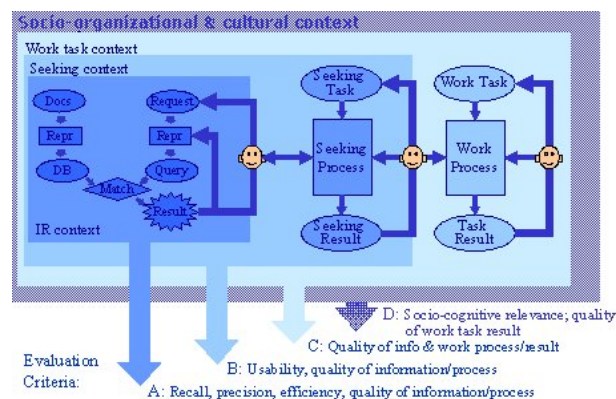 Socio-organizational & cultural context
Work task context
Seeking context
Docs
Repr
DB
Request
Repr
Query
Match
Result
IR context
Seeking
Task
Seeking
Process
Seeking
Result
Work Task
Work
Process
Task
Result
D: Socio-cognitive relevance; quality
of work task result
C: Quality of info & work process/result
B: Usability, quality of information/process
Evaluation
Criteria:
A: Recall, precision, efficiency, quality of information/process